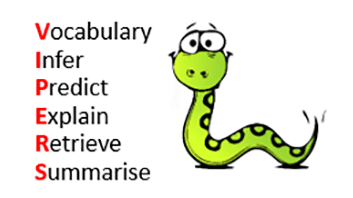 Vocabulary
Infer
Predict
Explain
Retrieve
Summarise